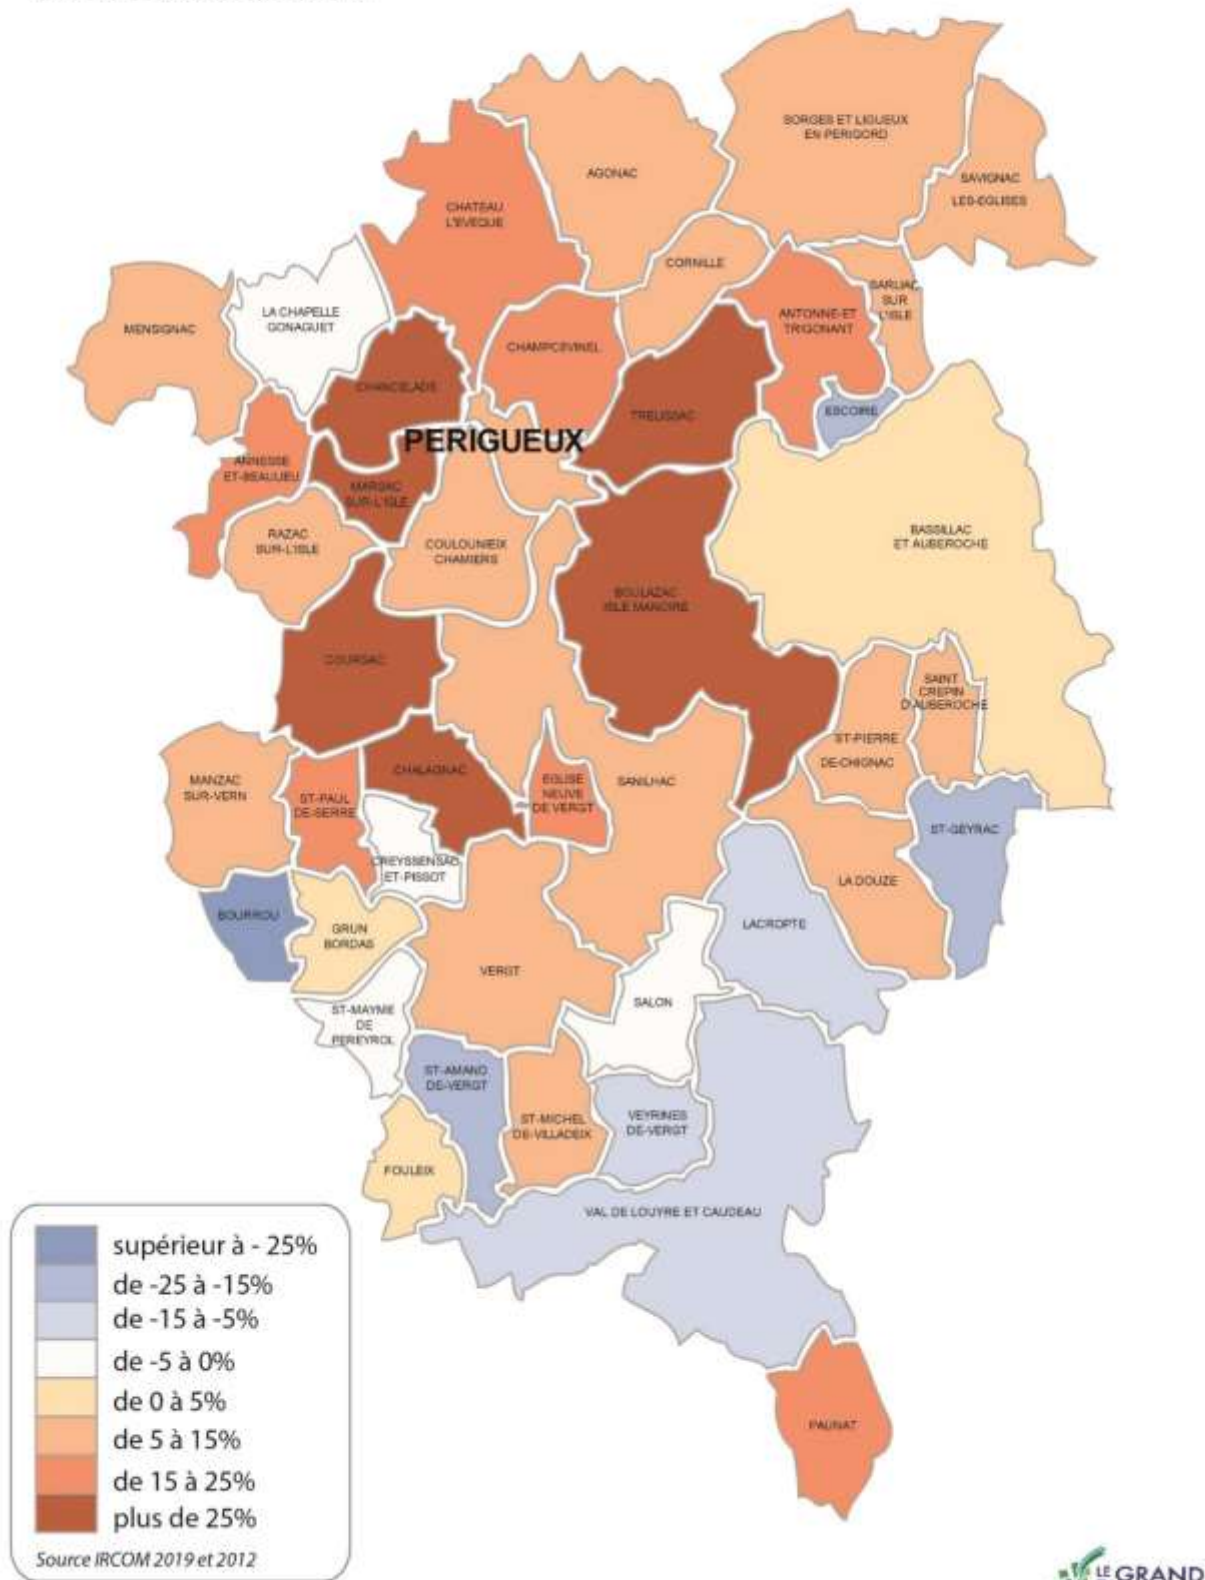 SORGES ET LIGUEUX
EN PERIGORD
AGONAC
SAVIGNAC
LES-EGLISES
CHATEAU
L'EVEQUE
CORNILLE
SARLIAC
SUR
L'ISLE
LA CHAPELLE
GONAGUET
MENSIGNAC
ANTONNE-ET
TRIGONANT
CHAMPCEVINEL
CHANCELADE
TRELISSAC
ESCOIRE
PERIGUEUX
ANNESSE
ET-BEAULIEU
MARSAC
SUR-L'ISLE
RAZAC
SUR-L'ISLE
COULOUNIEIX
CHAMIERS
BASSILLAC
ET AUBEROCHE
BOULAZAC
ISLE MANOIRE
COURSAC
SAINT
CREPIN
D'AUBEROCHE
ST-PIERRE
DE-CHIGNAC
MANZAC
SUR-VERN
ST-PAUL
DE-SERRE
CHALAGNAC
EGLISE
NEUVE
DE VERGT
SANILHAC
ST-GEYRAC
CREYSSENSAC
ET-PISSOT
LA DOUZE
BOURROU
GRUN
BORDAS
LACROPTE
VERGT
SALON
ST-MAYME
DE
PEREYROL
ST-AMAND
DE-VERGT
ST-MICHEL
DE-VILLADEIX
VEYRINES
DE-VERGT
FOULEIX
VAL DE LOUYRE ET CAUDEAU
PAUNAT
supérieur à - 25%
de -25 à -15%
de -15 à -5%
de -5 à 0%
de 0 à 5%
de 5 à 15%
de 15 à 25%
plus de 25%
Source IRCOM 2019 et 2012
LE GRAND